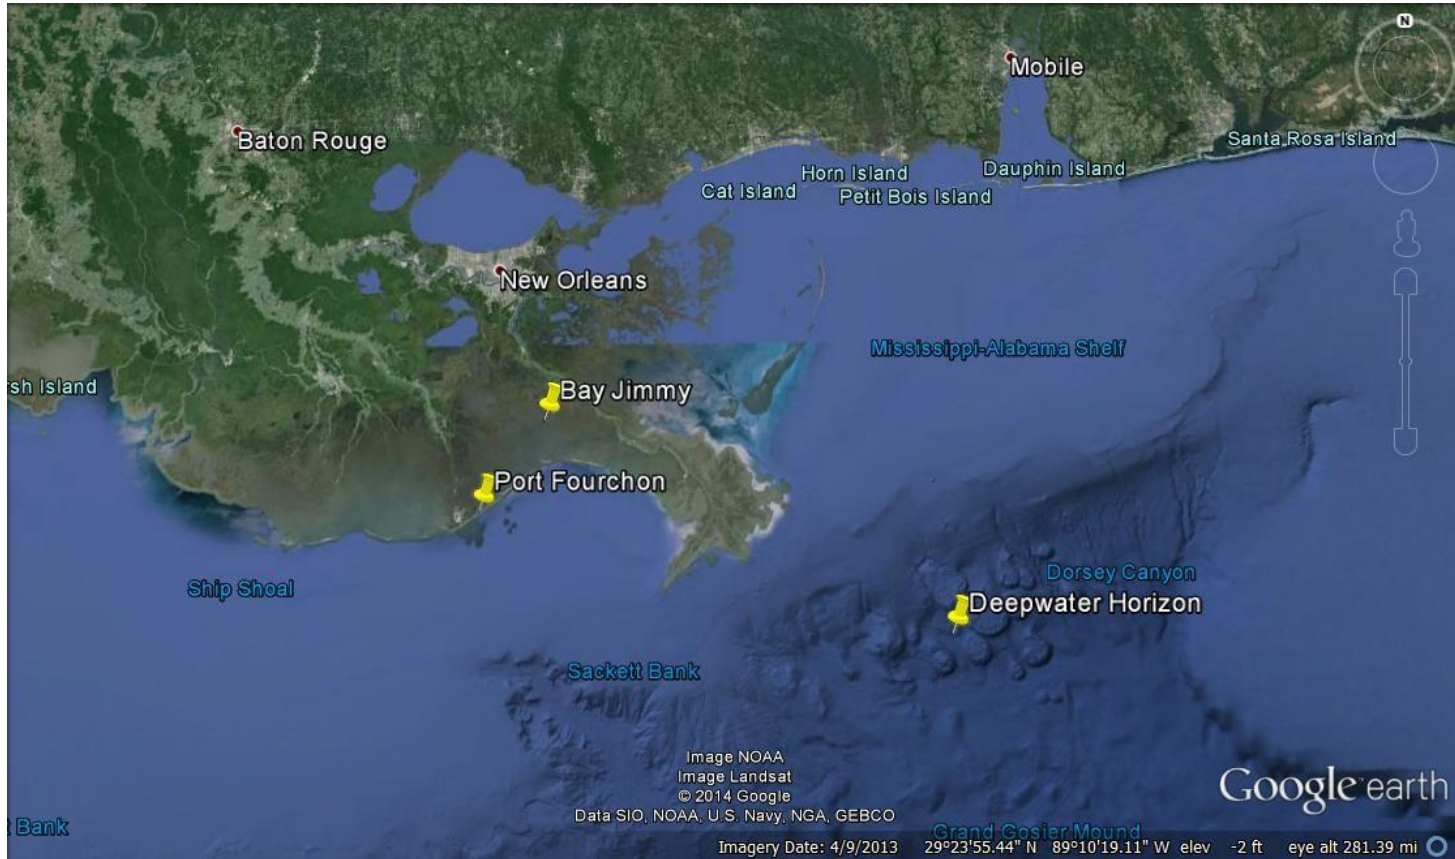 N
Mobile
Baton Rouge
Santa Rosa Island
Horn Island
Dauphin Island
Cat Island
Petit Bois Island
New Orleans
Mississippi-Alabama Shelf
rsh Island
Bay Jimmy
Port Fourchon
Dorsey Canyon
Ship Shoal
Deepwater Horizon
Sackett Bank
Image NOAA
Image Landsat
© 2014 Google
Data SIO, NOAA, U.S. Navy, NGA, GEBCO
Google earth
t Bank
Grand Gosier Mound
Imagery Date: 4/9/2013 29°23'55.44" N 89°10'19.11" W elev -2 ft eye alt 281.39 mi